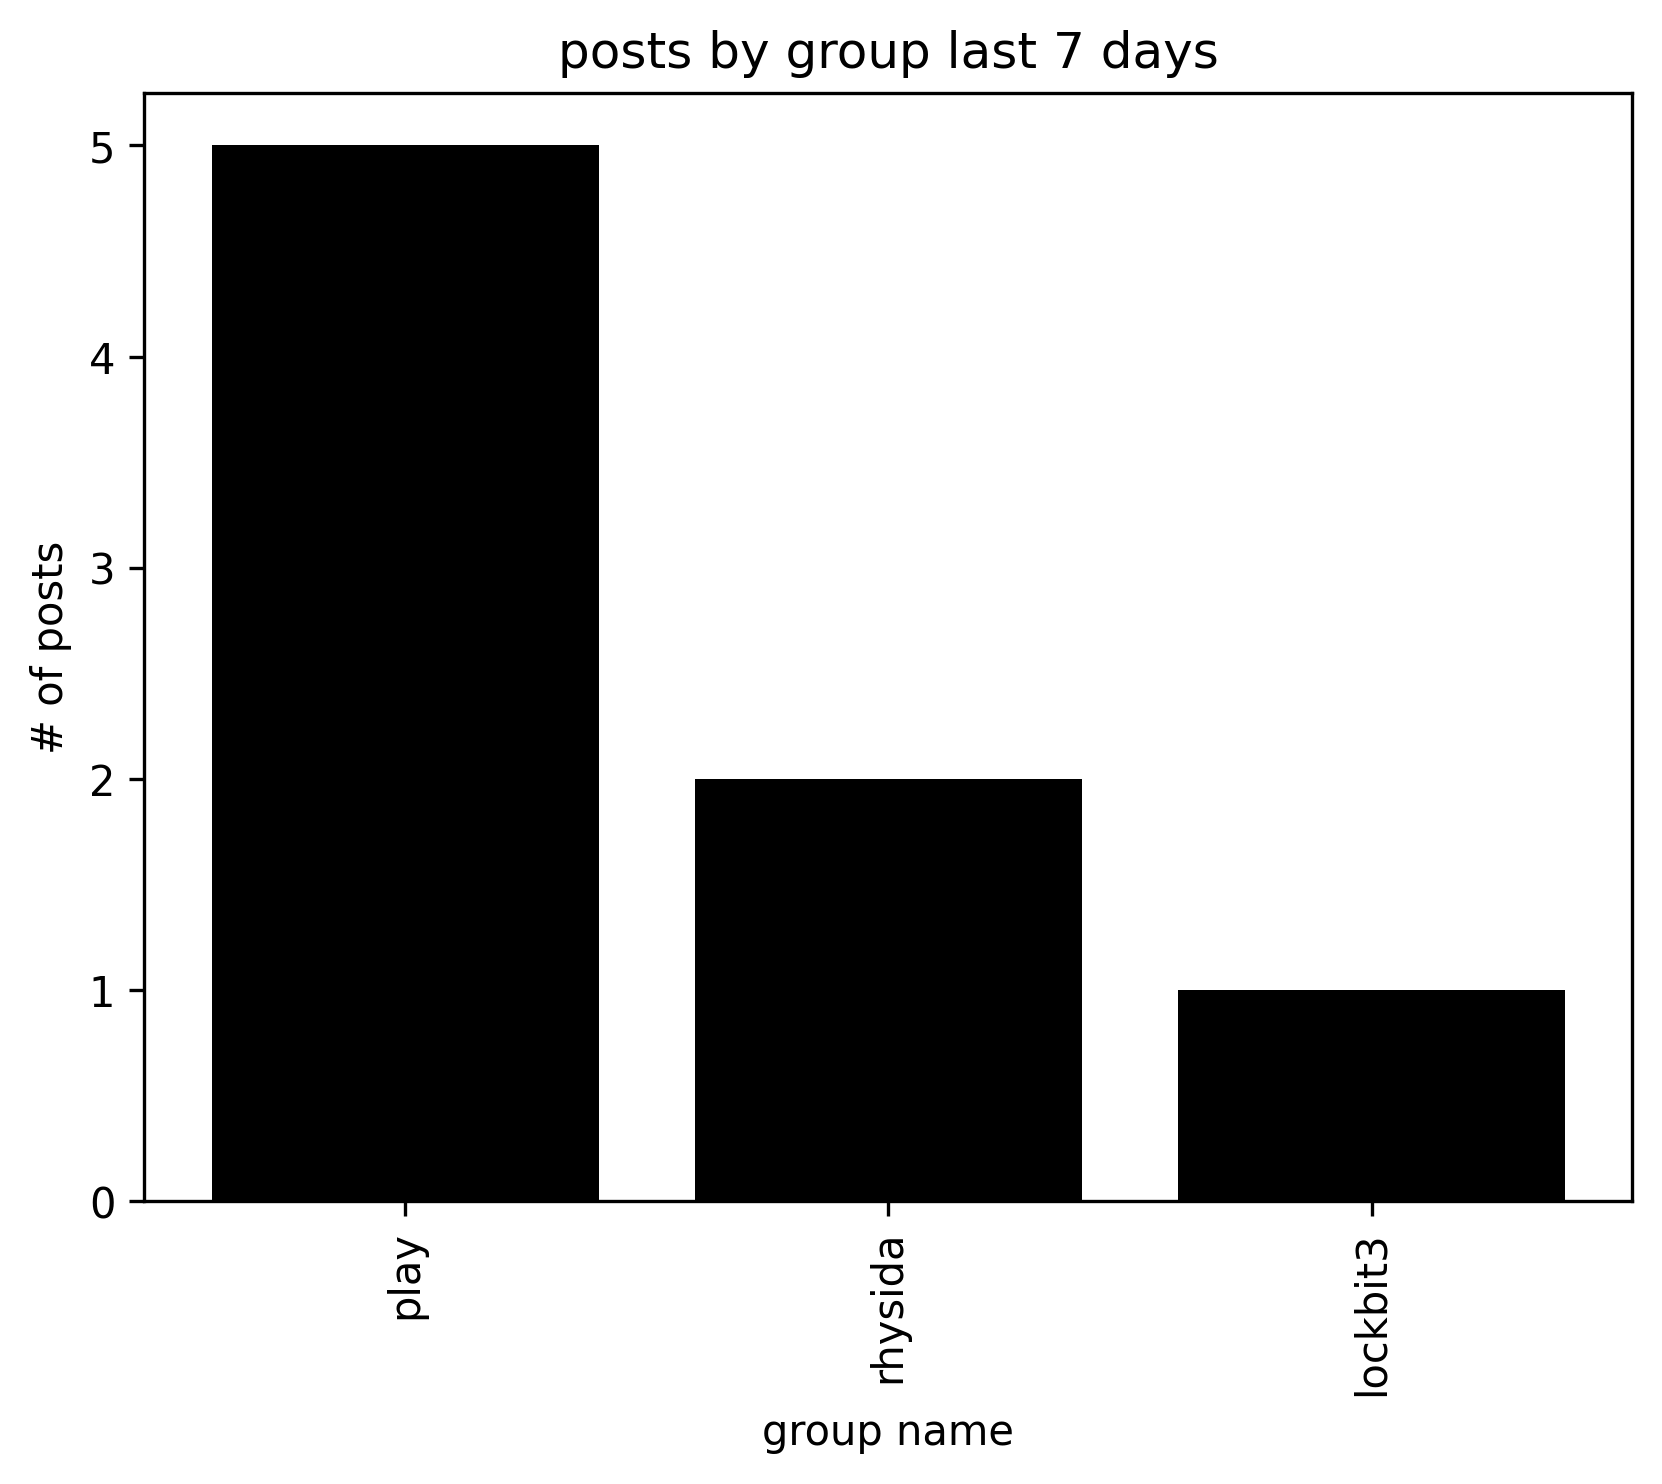 posts by group last 7 days
# of posts
5
4
3
2
1
0
play
rhysida
lockbit3
group name